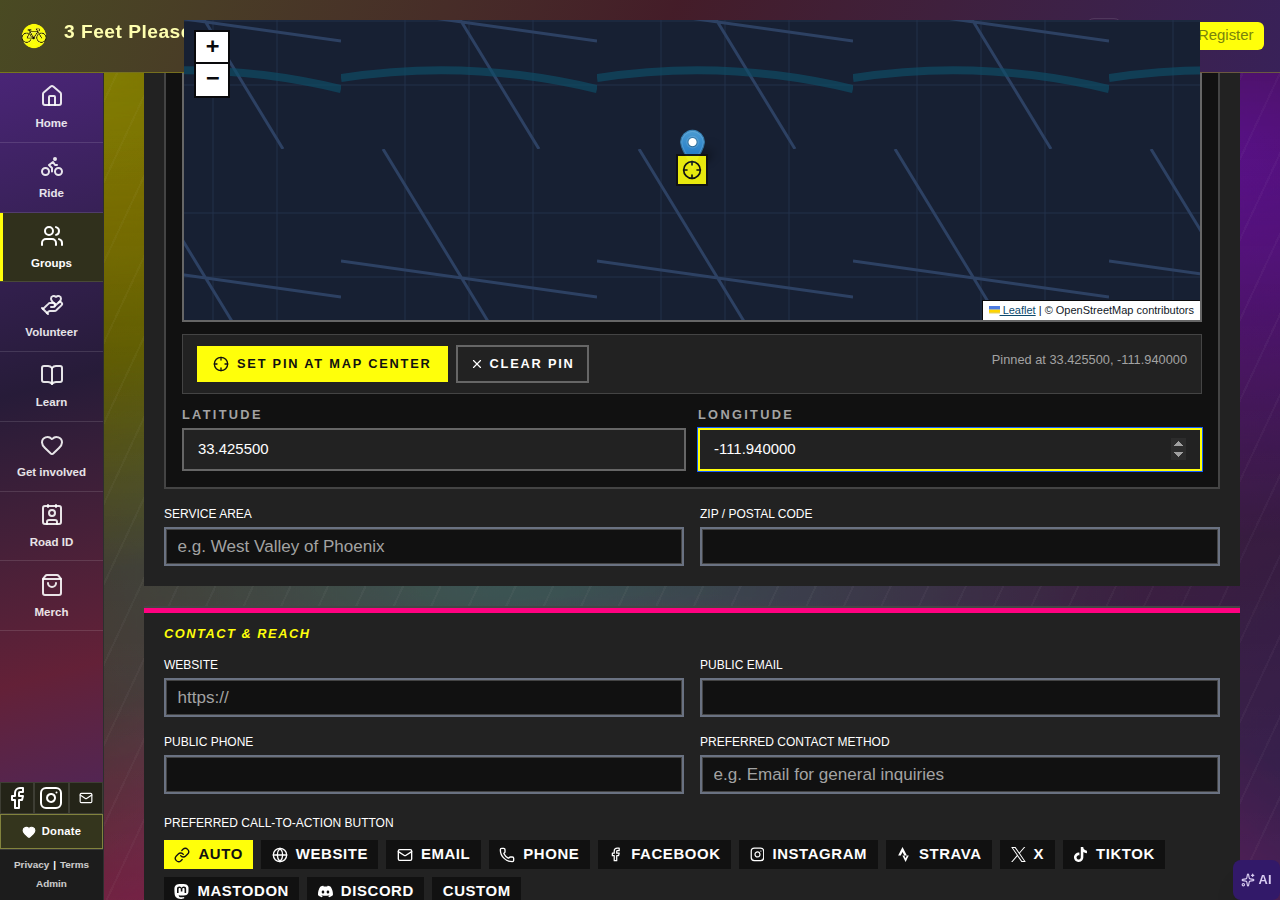 3 Feet Please
Register
+
−
Home
Ride
Groups
Volunteer
Learn
Get involved
Road ID
Merch
Donate
Privacy | Terms
Admin
Leaflet | © OpenStreetMap contributors
SET PIN AT MAP CENTER
CLEAR PIN
Pinned at 33.425500, -111.940000
LATITUDE
LONGITUDE
33.425500
-111.940000
SERVICE AREA
ZIP / POSTAL CODE
e.g. West Valley of Phoenix
CONTACT & REACH
WEBSITE
PUBLIC EMAIL
https://
PUBLIC PHONE
PREFERRED CONTACT METHOD
e.g. Email for general inquiries
PREFERRED CALL-TO-ACTION BUTTON
AUTO
WEBSITE
EMAIL
PHONE
FACEBOOK
INSTAGRAM
STRAVA
X
TIKTOK
MASTODON
DISCORD
CUSTOM
AI